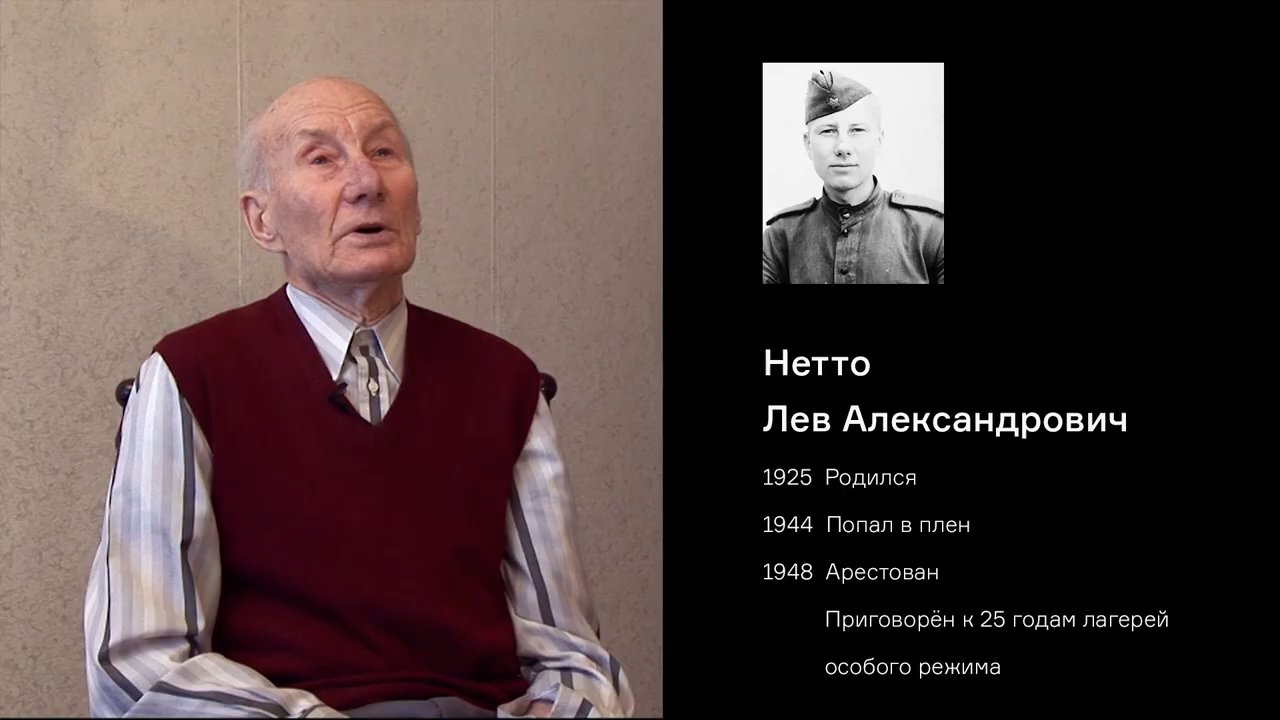 Нетто
Лев Александрович
1925 Родился
1944 Попал в плен
1948 Арестован
Приговорён к 25 годам лагерей
особого режима